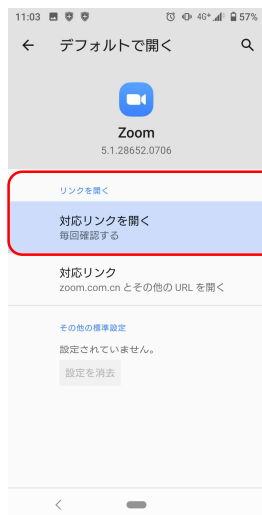 11:03 4G+ 57%
デフォルトで開く
Zoom
5.1.28652.0706
リンクを開く
対応リンクを開く
毎回確認する
対応リンク
zoom.com.cn とその他の URL を開く
その他の標準設定
設定されていません。
設定を消去